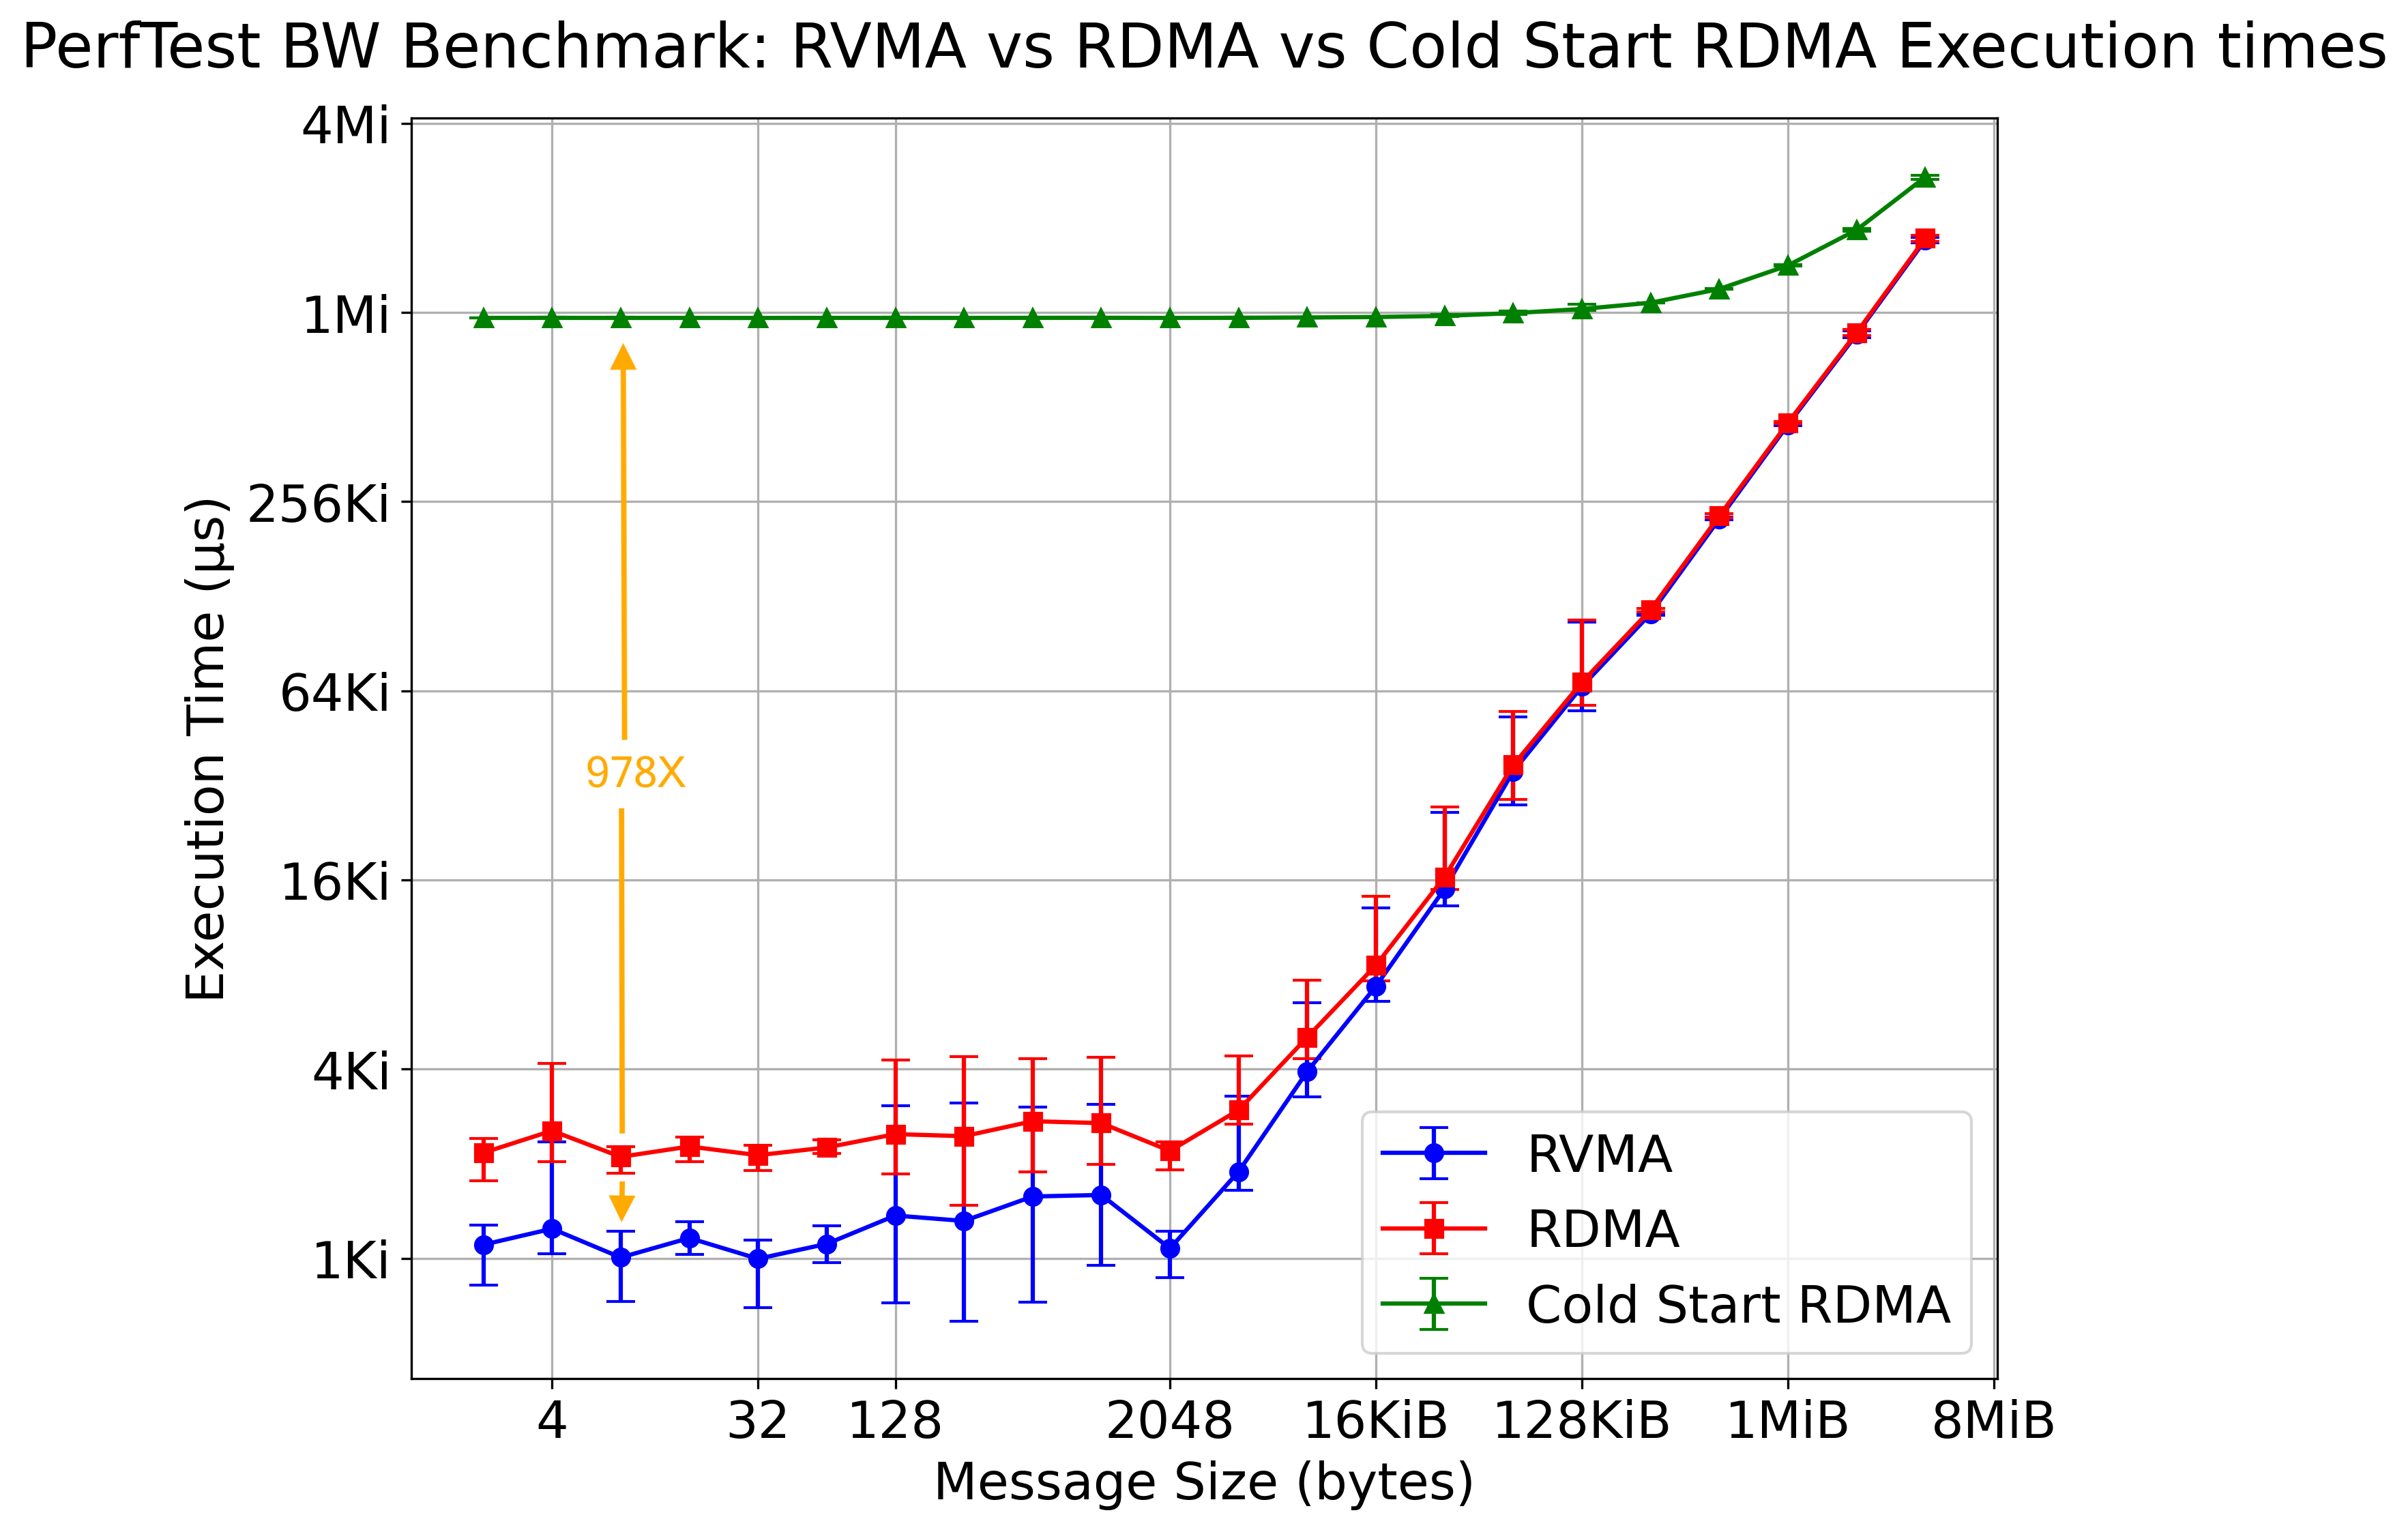 PerfTest BW Benchmark: RVMA vs RDMA vs Cold Start RDMA Execution times
Execution Time (µs)
4Mi
1Mi
256Ki
64Ki
16Ki
4Ki
1Ki
978X
RVMA
RDMA
Cold Start RDMA
4 32 128 2048 16KiB 128KiB 1MiB 8MiB
Message Size (bytes)